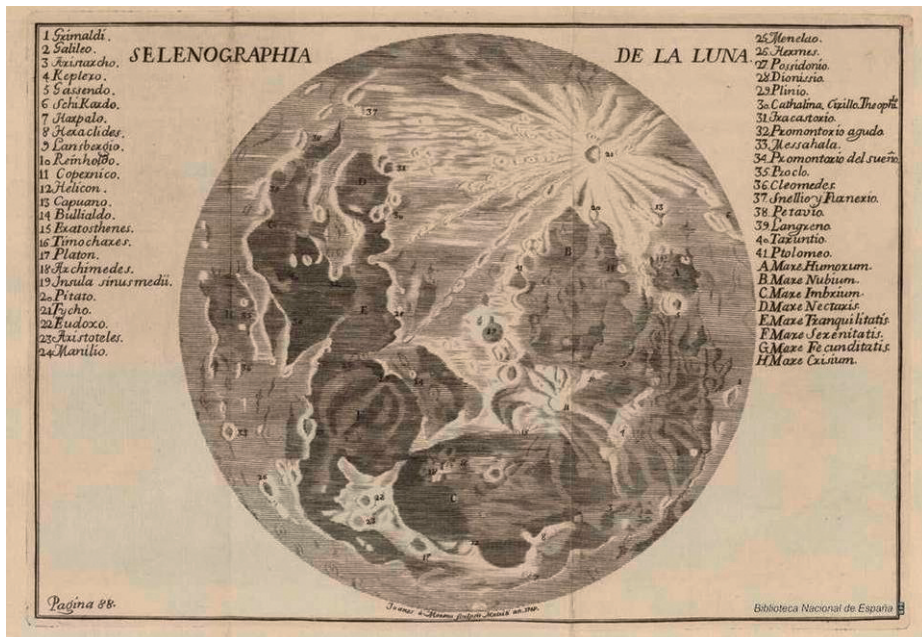 SELENOGRAPHIA DE LA LUNA.
1 Grimaldi.
2 Galileo.
3 Aristarcho.
4 Keplero.
5 Gassendo.
6 SchiKardo.
7 Harpalo.
8 Heraclides.
9 Lansbergio.
10 Reinholdo.
11 Copernico.
12 Helicon.
13 Capuano.
14 Bullialdo.
15 Eratosthenes.
16 Timochares.
17 Platon.
18 Archimedes.
19 Insula sinus medii.
20 Pitato.
21 Tycho.
22 Eudoxo.
23 Aristoteles.
24 Manilio.
25 Menelao.
26 Hermes.
27 Possidonio.
28 Dionissio.
29 Plinio.
30 Cathalina, Cirillo, Theoph.
31 Fracastorio.
32 Promontorio agudo.
33 Messahala.
34 Promontorio del sueño.
35 Proclo.
36 Cleomedes.
37 Snellio y Furnerio.
38 Petavio.
39 Langreno.
40 Taruntio.
41 Ptolomeo.
A Mare Humorum.
B Mare Nubium.
C Mare Imbrium.
D Mare Nectaris.
E Mare Tranquilitatis.
F Mare Serenitatis.
G Mare Fecunditatis.
H Mare Crisium.
Pagina 88.
Biblioteca Nacional de España